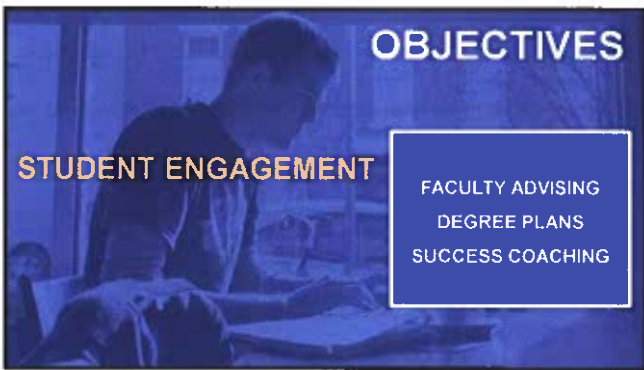 OBJECTIVES
STUDENT ENGAGEMENT
FACULTY ADVISING
DEGREE PLANS
SUCCESS COACHING